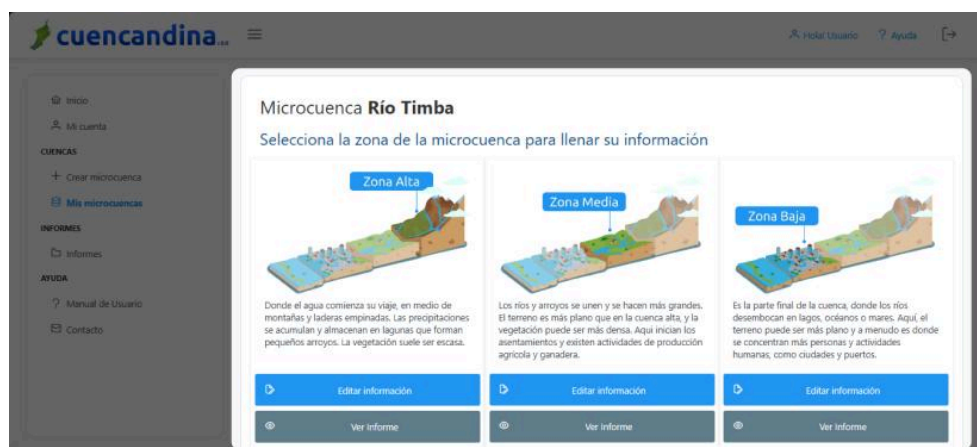 cuencandina
Hola! Usuario
Ayuda
Inicio
Mi cuenta
CUENCAS
Crear microcuenca
Mis microcuencas
INFORMES
Informes
AYUDA
Manual de Usuario
Contacto
Microcuenca Río Timba
Selecciona la zona de la microcuenca para llenar su información
Zona Alta
Donde el agua comienza su viaje, en medio de
montañas y laderas empinadas. Las precipitaciones
se acumulan y almacenan en lagunas que forman
pequeños arroyos. La vegetación suele ser escasa.
Editar información
Ver Informe
Zona Media
Los ríos y arroyos se unen y se hacen más grandes.
El terreno es más plano que en la cuenca alta, y la
vegetación puede ser más densa. Aqui inician los
asentamientos y existen actividades de producción
agrícola y ganadera.
Editar información
Ver Informe
Zona Baja
Es la parte final de la cuenca, donde los ríos
desembocan en lagos, océanos o mares. Aquí, el
terreno puede ser más plano y a menudo es donde
se concentran más personas y actividades
humanas, como ciudades y puertos.
Editar información
Ver Informe